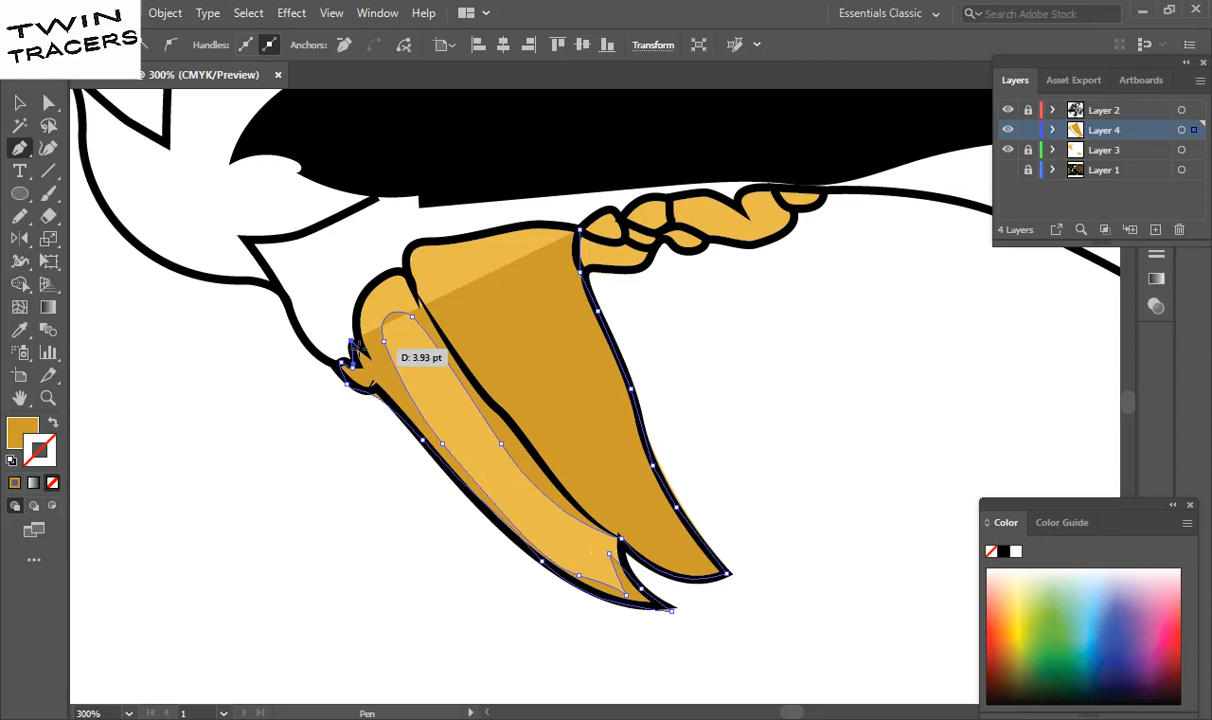 TWIN
TRACERS
Object Type Select Effect View Window Help
Essentials Classic
Search Adobe Stock
Handles:
Anchors:
Transform
@ 300% (CMYK/Preview)
Layers Asset Export Artboards
Layer 2
Layer 4
Layer 3
Layer 1
4 Layers
D: 3.93 pt
Color Color Guide
300% 1 Pen